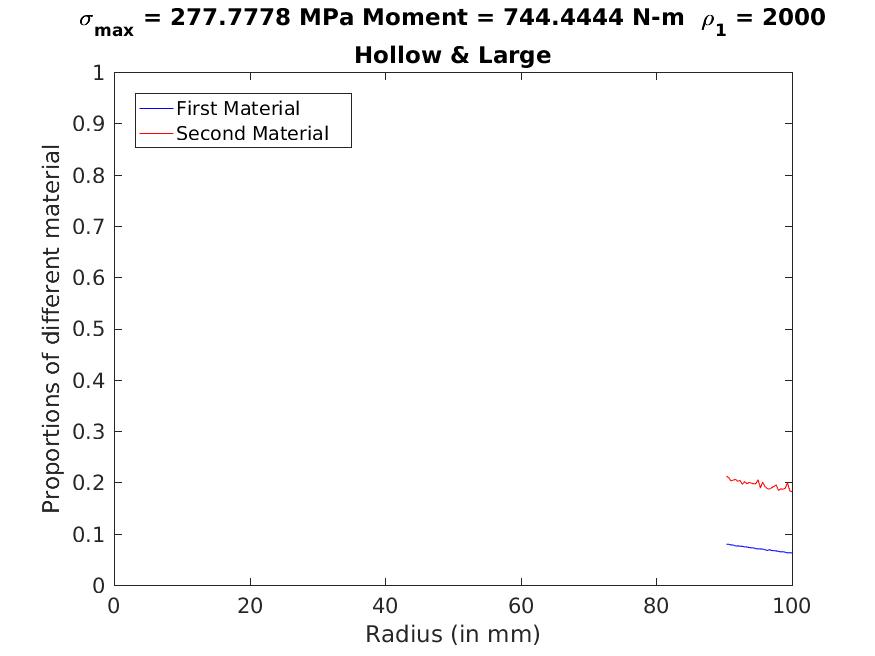 σmax = 277.7778 MPa Moment = 744.4444 N-m ρ1 = 2000
Hollow & Large
First Material
Second Material
Proportions of different material
1
0.9
0.8
0.7
0.6
0.5
0.4
0.3
0.2
0.1
0
0 20 40 60 80 100
Radius (in mm)